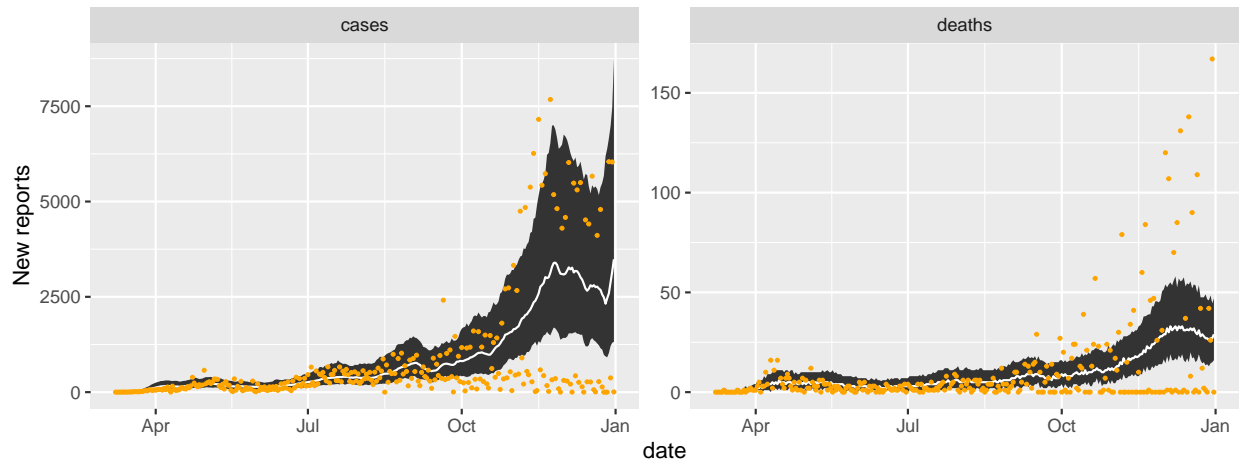 cases
deaths
New reports
7500
5000
2500
0
150
100
50
0
Apr
Jul
Oct
Jan
Apr
Jul
Oct
Jan
date